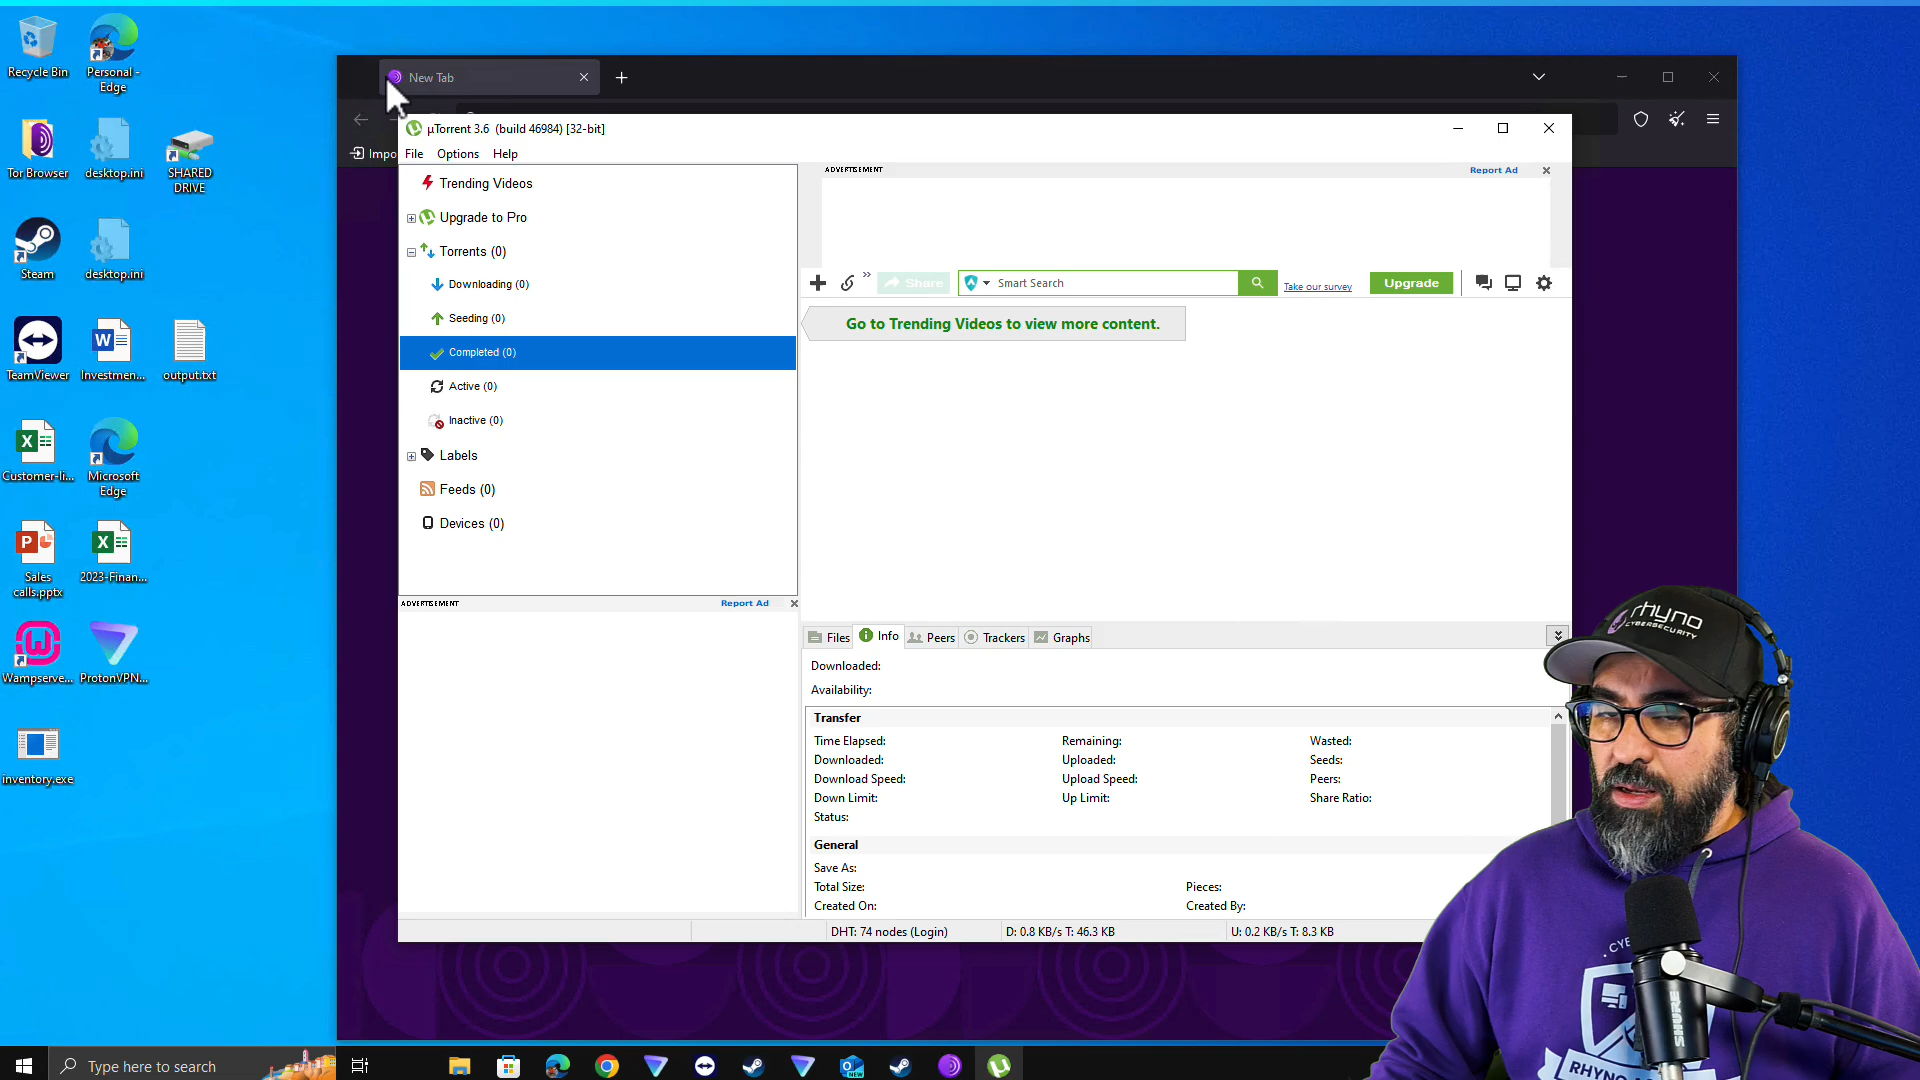 Recycle Bin
Personal - Edge
Tor Browser
desktop.ini
SHARED DRIVE
Steam
desktop.ini
TeamViewer
Investmen...
output.txt
Customer-li...
Microsoft Edge
Sales calls.pptx
2023-Finan...
Wampserve...
ProtonVPN...
inventory.exe
New Tab
Impo
µTorrent 3.6 (build 46984) [32-bit]
File Options Help
Trending Videos
Upgrade to Pro
Torrents (0)
Downloading (0)
Seeding (0)
Completed (0)
Active (0)
Inactive (0)
Labels
Feeds (0)
Devices (0)
ADVERTISEMENT Report Ad
ADVERTISEMENT Report Ad
Share
Smart Search
Take our survey
Upgrade
Go to Trending Videos to view more content.
Files Info Peers Trackers Graphs
Downloaded:
Availability:
Transfer
Time Elapsed: Remaining: Wasted:
Downloaded: Uploaded: Seeds:
Download Speed: Upload Speed: Peers:
Down Limit: Up Limit: Share Ratio:
Status:
General
Save As:
Total Size: Pieces:
Created On: Created By:
DHT: 74 nodes (Login) D: 0.8 KB/s T: 46.3 KB U: 0.2 KB/s T: 8.3 KB
Type here to search
rhyno
CYBERSECURITY
SHURE